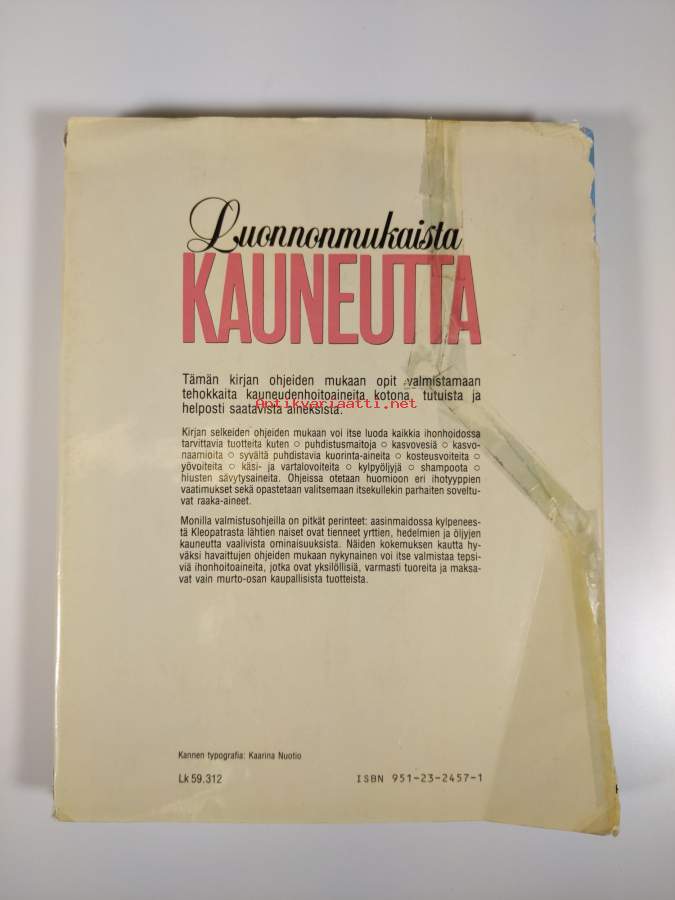 Luonnonmukaista
KAUNEUTTA
Tämän kirjan ohjeiden mukaan opit valmistamaan
tehokkaita kauneudenhoitoaineita kotona, tutuista ja
Antikvariaatti.net
helposti saatavista aineksista.
Kirjan selkeiden ohjeiden mukaan voi itse luoda kaikkia ihonhoidossa
tarvittavia tuotteita kuten ○ puhdistusmaitoja ○ kasvovesiä ○ kasvo-
naamioita ○ syvältä puhdistavia kuorinta-aineita ○ kosteusvoiteita ○
yövoiteita ○ käsi- ja vartalovoiteita ○ kylpyöljyjä ○ shampoota ○
hiusten sävytysaineita. Ohjeissa otetaan huomioon eri ihotyyppien
vaatimukset sekä opastetaan valitsemaan itsekullekin parhaiten soveltu-
vat raaka-aineet.
Monilla valmistusohjeilla on pitkät perinteet: aasinmaidossa kylpenees-
tä Kleopatrasta lähtien naiset ovat tienneet yrttien, hedelmien ja öljyjen
kauneutta vaalivista ominaisuuksista. Näiden kokemuksen kautta hy-
väksi havaittujen ohjeiden mukaan nykynainen voi itse valmistaa tepsi-
viä ihonhoitoaineita, jotka ovat yksilöllisiä, varmasti tuoreita ja maksa-
vat vain murto-osan kaupallisista tuotteista.
Kannen typografia: Kaarina Nuotio
Lk 59.312
ISBN 951-23-2457-1